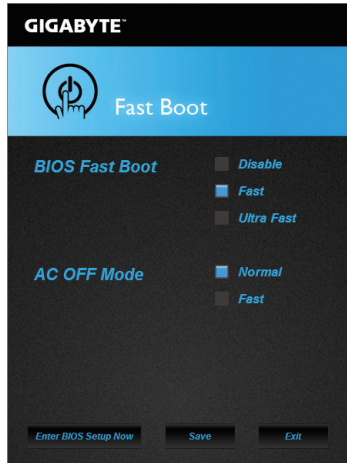 GIGABYTE™
Fast Boot
BIOS Fast Boot
Disable
Fast
Ultra Fast
AC OFF Mode
Normal
Fast
Enter BIOS Setup Now
Save
Exit